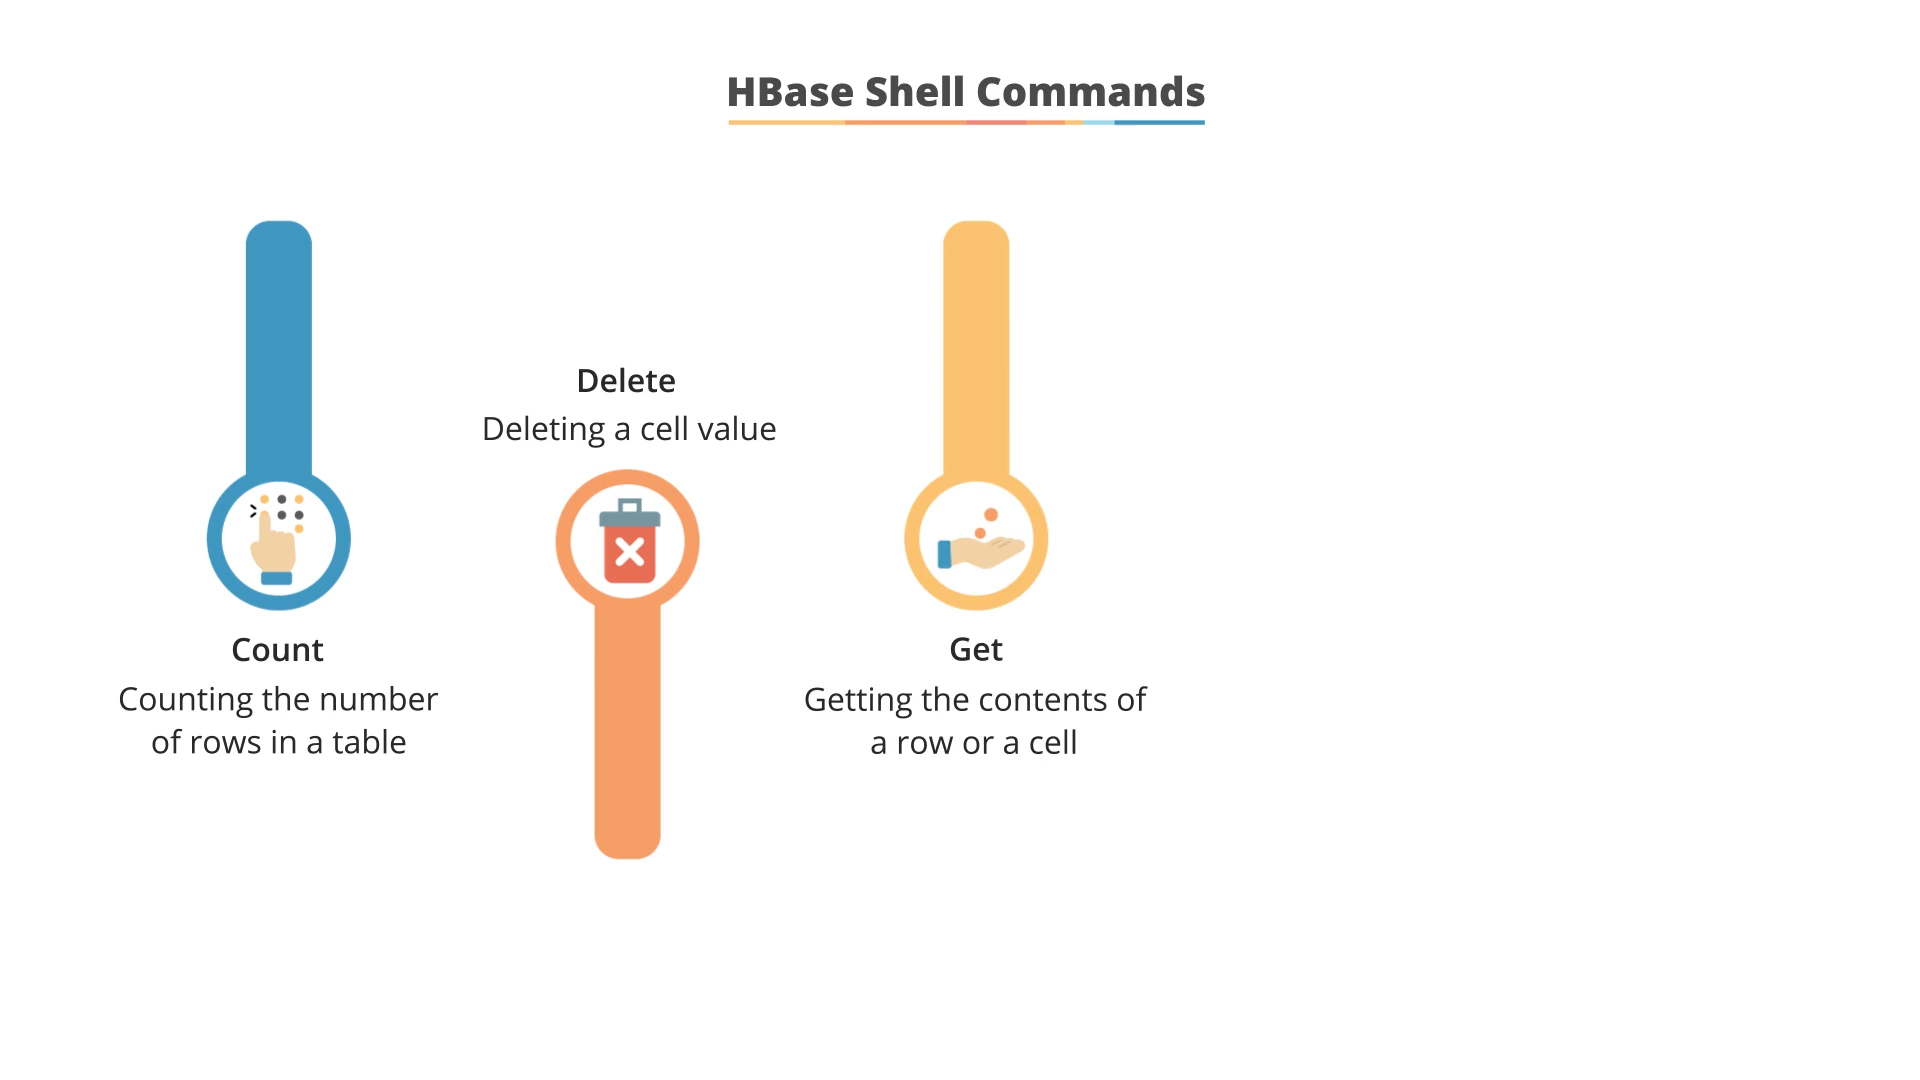 HBase Shell Commands
Count
Counting the number
of rows in a table
Delete
Deleting a cell value
Get
Getting the contents of
a row or a cell